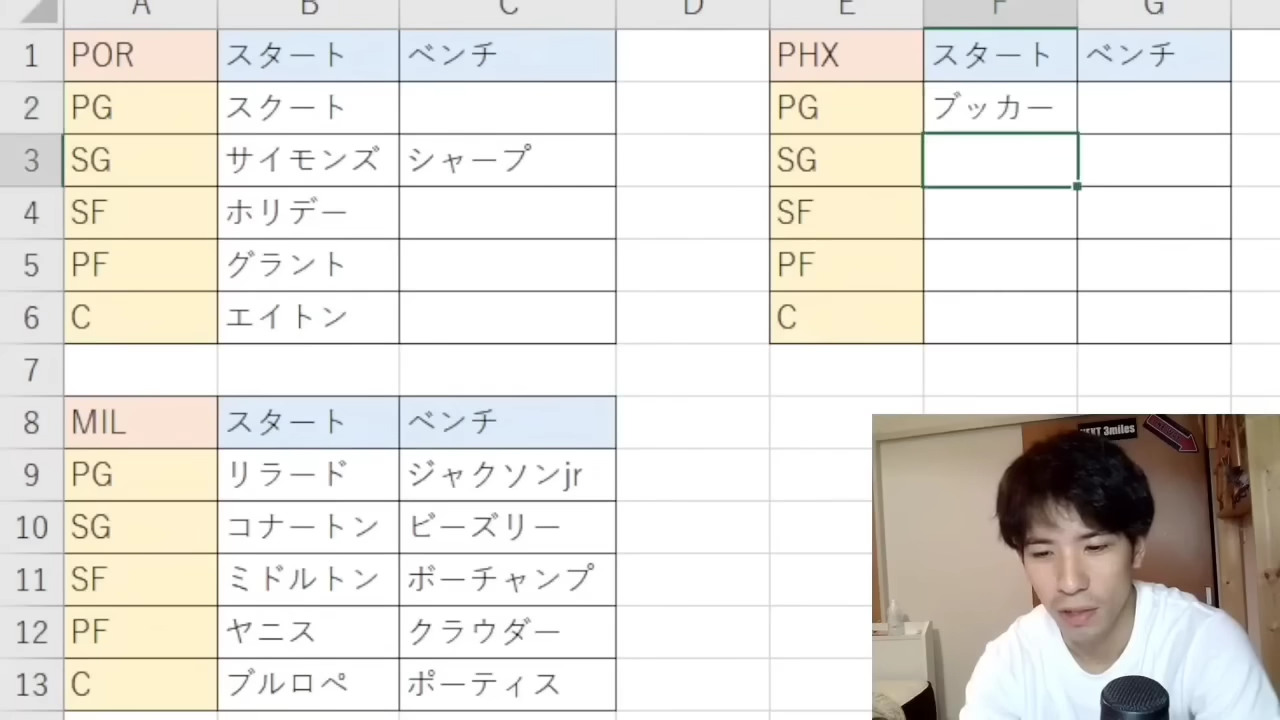 A B C D E F G
1 POR スタート ベンチ PHX スタート ベンチ
2 PG スクート PG ブッカー
3 SG サイモンズ シャープ SG
4 SF ホリデー SF
5 PF グラント PF
6 C エイトン C
7
8 MIL スタート ベンチ
9 PG リラード ジャクソンjr
10 SG コナートン ビーズリー
11 SF ミドルトン ボーチャンプ
12 PF ヤニス クラウダー
13 C ブルロペ ポーティス
NEXT 3miles